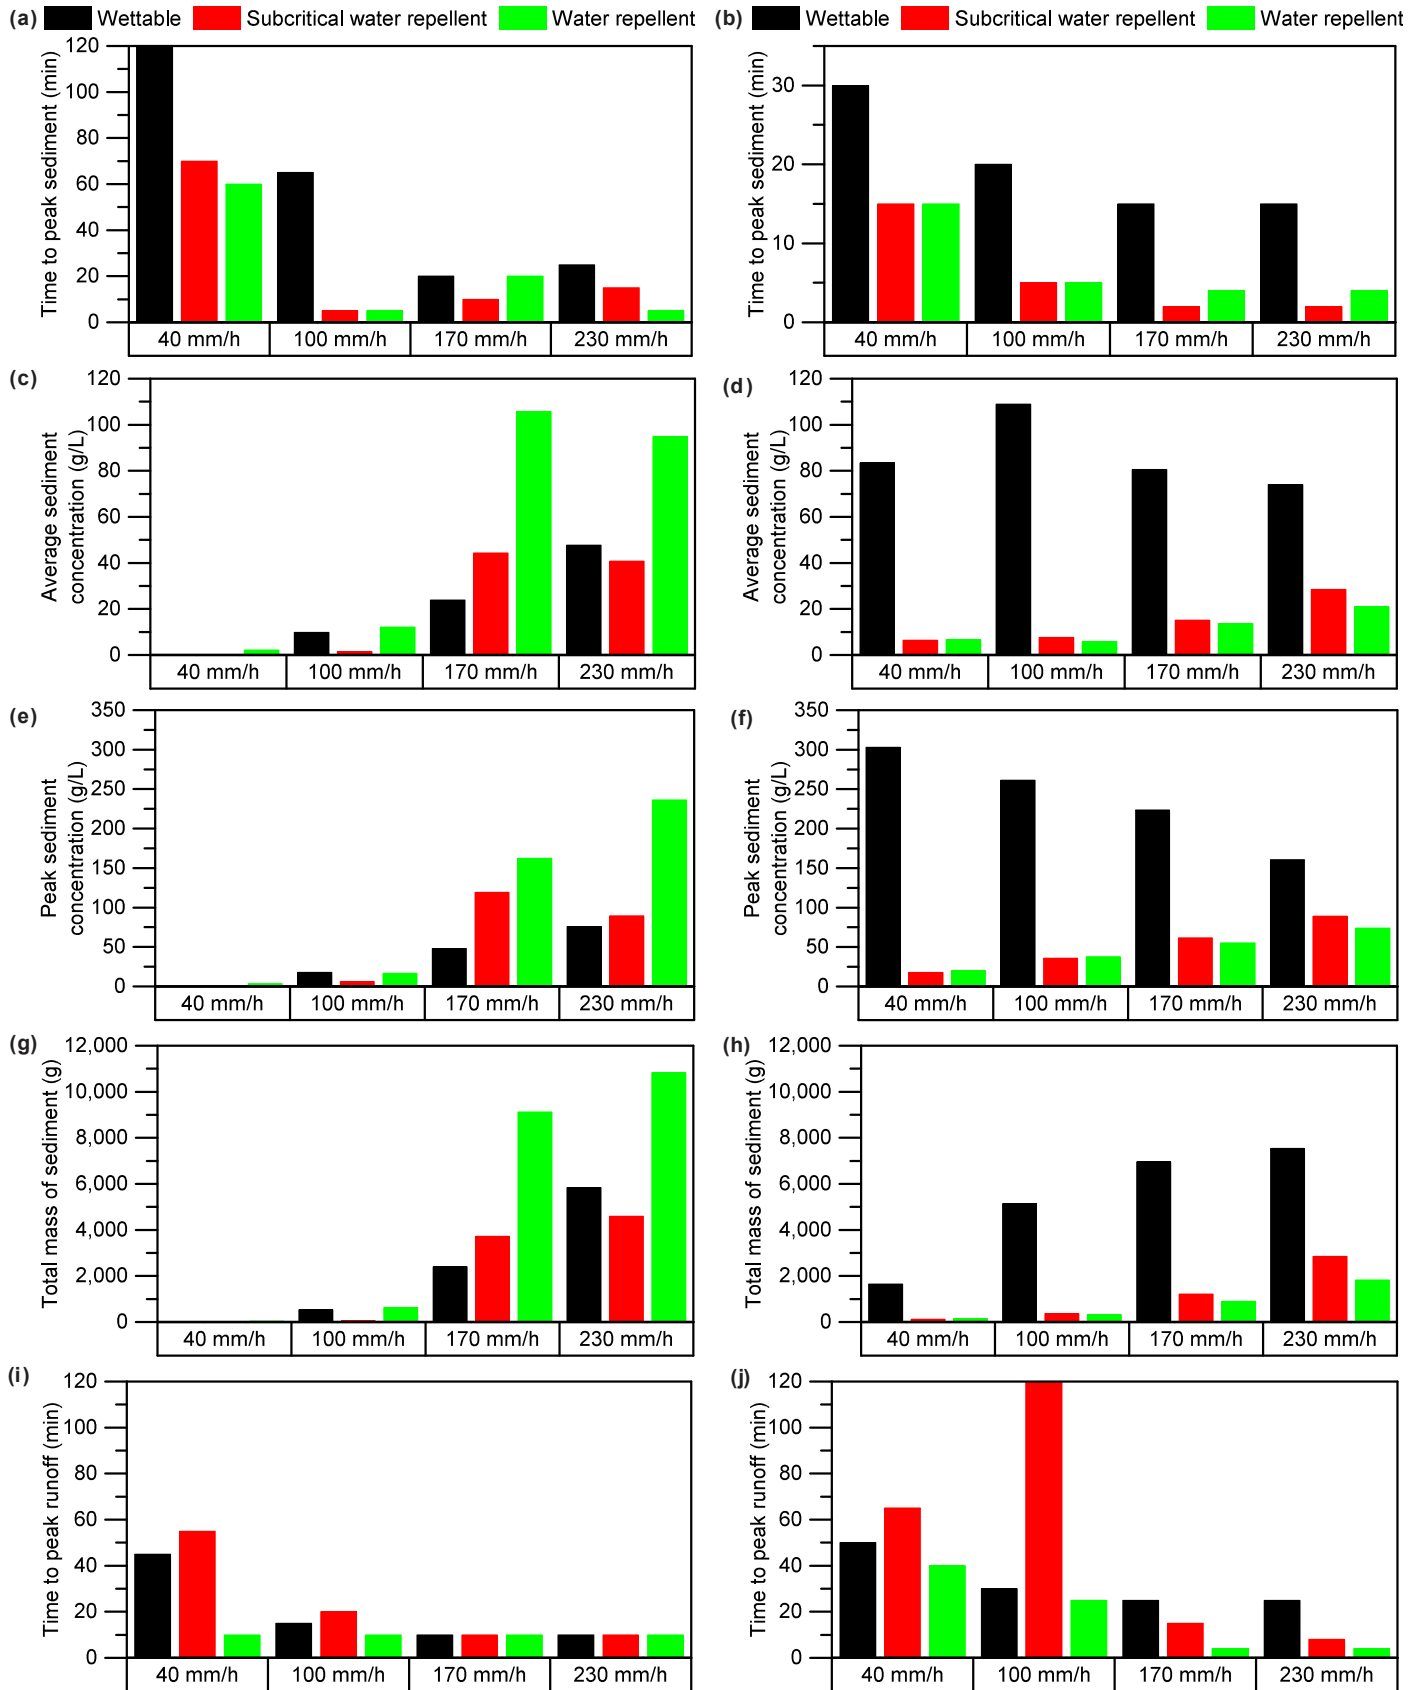 (a) Wettable Subcritical water repellent Water repellent
Time to peak sediment (min)
120
100
80
60
40
20
0
40 mm/h 100 mm/h 170 mm/h 230 mm/h
(b) Wettable Subcritical water repellent Water repellent
Time to peak sediment (min)
30
20
10
0
40 mm/h 100 mm/h 170 mm/h 230 mm/h
(c)
Average sediment
concentration (g/L)
120
100
80
60
40
20
0
40 mm/h 100 mm/h 170 mm/h 230 mm/h
(d)
Average sediment
concentration (g/L)
120
100
80
60
40
20
0
40 mm/h 100 mm/h 170 mm/h 230 mm/h
(e)
Peak sediment
concentration (g/L)
350
300
250
200
150
100
50
0
40 mm/h 100 mm/h 170 mm/h 230 mm/h
(f)
Peak sediment
concentration (g/L)
350
300
250
200
150
100
50
0
40 mm/h 100 mm/h 170 mm/h 230 mm/h
(g)
Total mass of sediment (g)
12,000
10,000
8,000
6,000
4,000
2,000
0
40 mm/h 100 mm/h 170 mm/h 230 mm/h
(h)
Total mass of sediment (g)
12,000
10,000
8,000
6,000
4,000
2,000
0
40 mm/h 100 mm/h 170 mm/h 230 mm/h
(i)
Time to peak runoff (min)
120
100
80
60
40
20
0
40 mm/h 100 mm/h 170 mm/h 230 mm/h
(j)
Time to peak runoff (min)
120
100
80
60
40
20
0
40 mm/h 100 mm/h 170 mm/h 230 mm/h